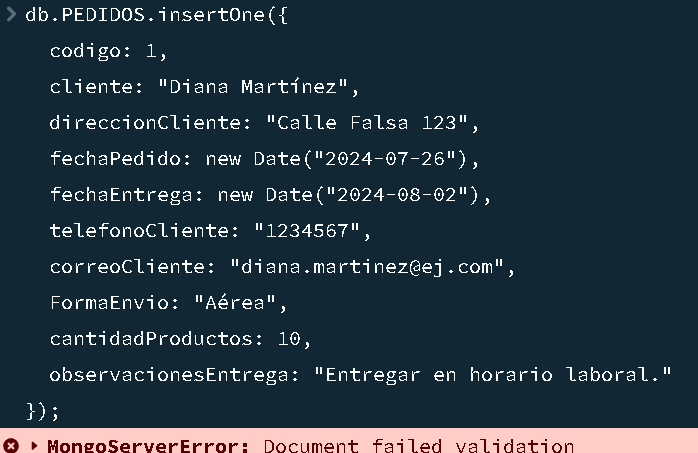 db.PEDIDOS.insertOne({
codigo: 1,
cliente: "Diana Martínez",
direccionCliente: "Calle Falsa 123",
fechaPedido: new Date("2024-07-26"),
fechaEntrega: new Date("2024-08-02"),
telefonoCliente: "1234567",
correoCliente: "diana.martinez@ej.com",
FormaEnvio: "Aérea",
cantidadProductos: 10,
observacionesEntrega: "Entregar en horario laboral."
});
MongoServerError: Document failed validation